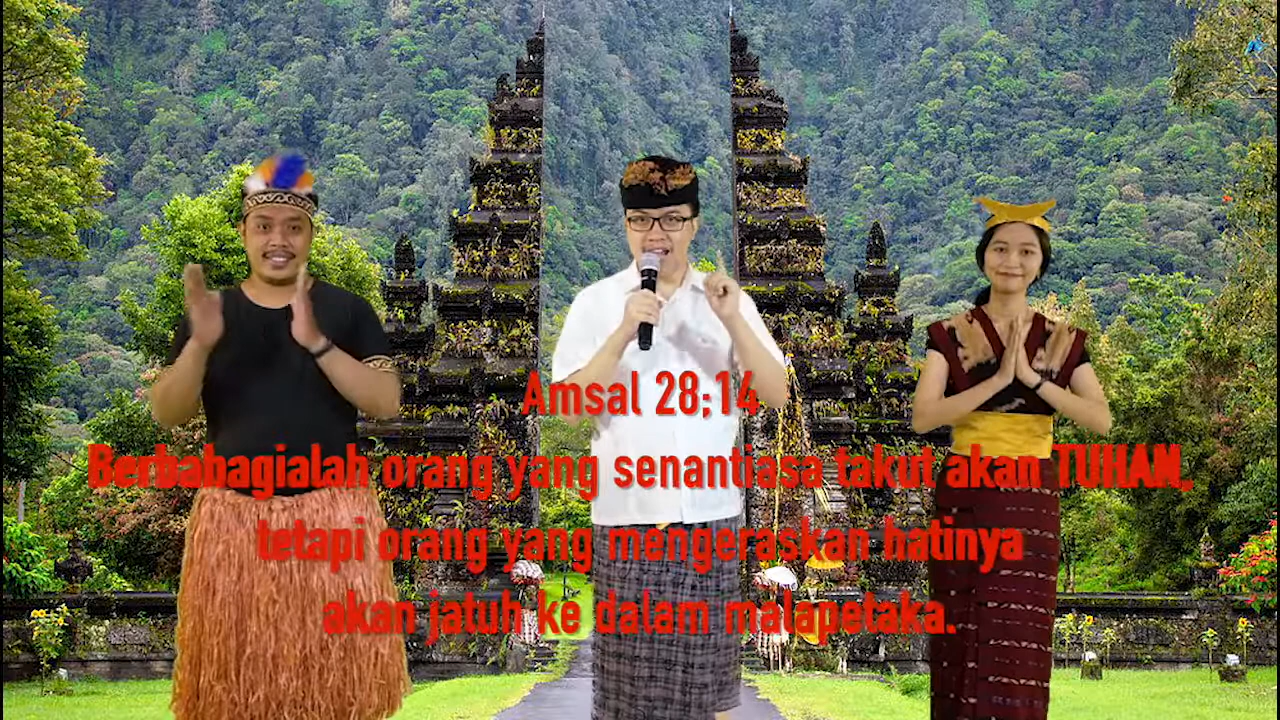 Amsal 28:14
Berbahagialah orang yang senantiasa takut akan TUHAN,
tetapi orang yang mengeraskan hatinya
akan jatuh ke dalam malapetaka.